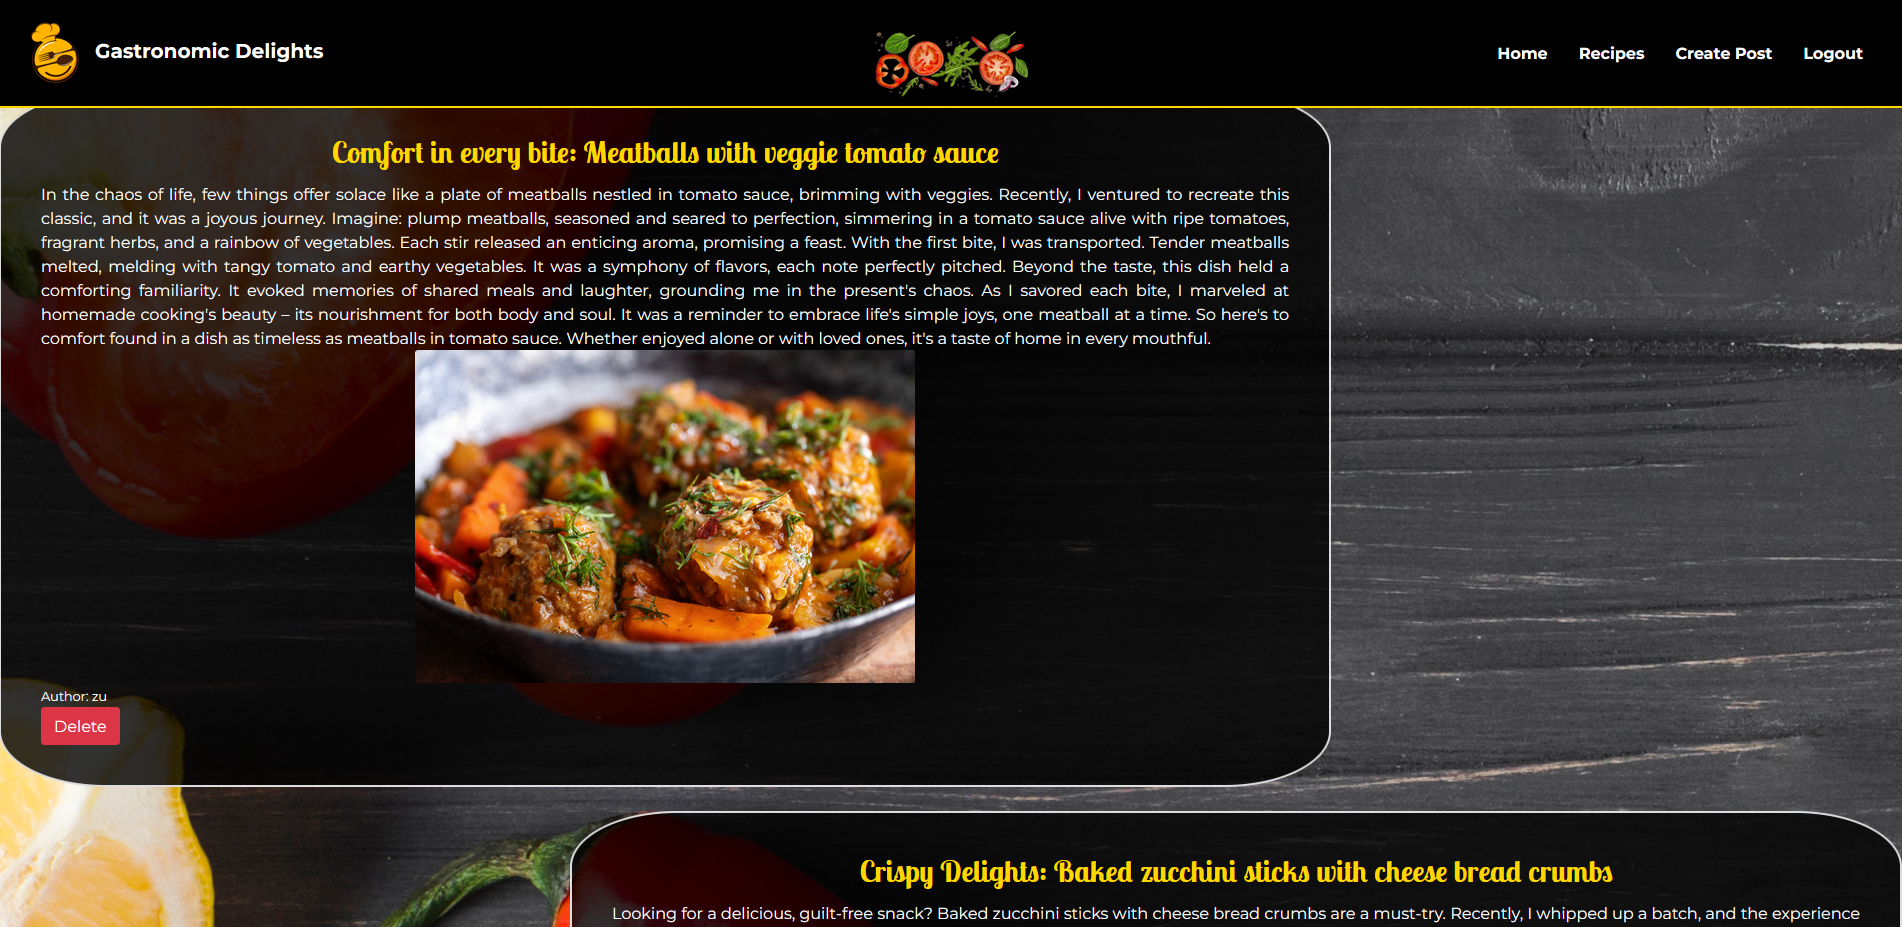 Gastronomic Delights
Home Recipes Create Post Logout
Comfort in every bite: Meatballs with veggie tomato sauce
In the chaos of life, few things offer solace like a plate of meatballs nestled in tomato sauce, brimming with veggies. Recently, I ventured to recreate this
classic, and it was a joyous journey. Imagine: plump meatballs, seasoned and seared to perfection, simmering in a tomato sauce alive with ripe tomatoes,
fragrant herbs, and a rainbow of vegetables. Each stir released an enticing aroma, promising a feast. With the first bite, I was transported. Tender meatballs
melted, melding with tangy tomato and earthy vegetables. It was a symphony of flavors, each note perfectly pitched. Beyond the taste, this dish held a
comforting familiarity. It evoked memories of shared meals and laughter, grounding me in the present's chaos. As I savored each bite, I marveled at
homemade cooking's beauty – its nourishment for both body and soul. It was a reminder to embrace life's simple joys, one meatball at a time. So here's to
comfort found in a dish as timeless as meatballs in tomato sauce. Whether enjoyed alone or with loved ones, it's a taste of home in every mouthful.
Author: zu
Delete
Crispy Delights: Baked zucchini sticks with cheese bread crumbs
Looking for a delicious, guilt-free snack? Baked zucchini sticks with cheese bread crumbs are a must-try. Recently, I whipped up a batch, and the experience